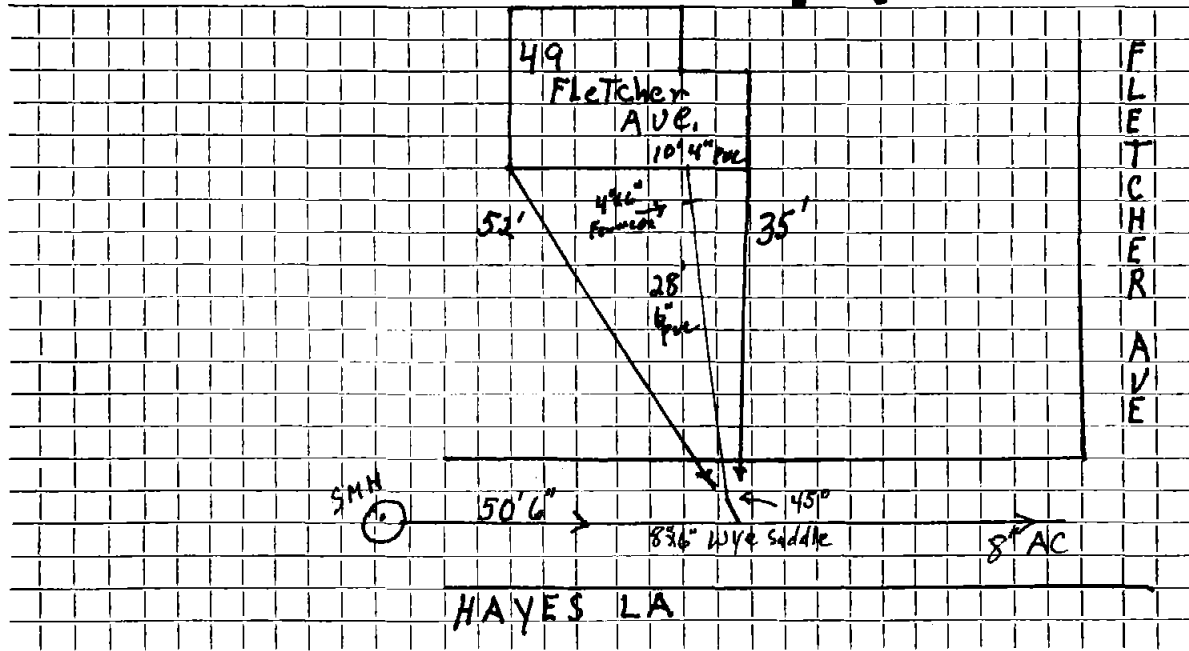 49
FLeTCher
AVe.
10' 4" pvc
4"x6"
52'
35'
28'
6"
pvc
SMH
50'6"
45°
8"x6" Wye Saddle
8" AC
HAYES LA
FLETCHER AVE